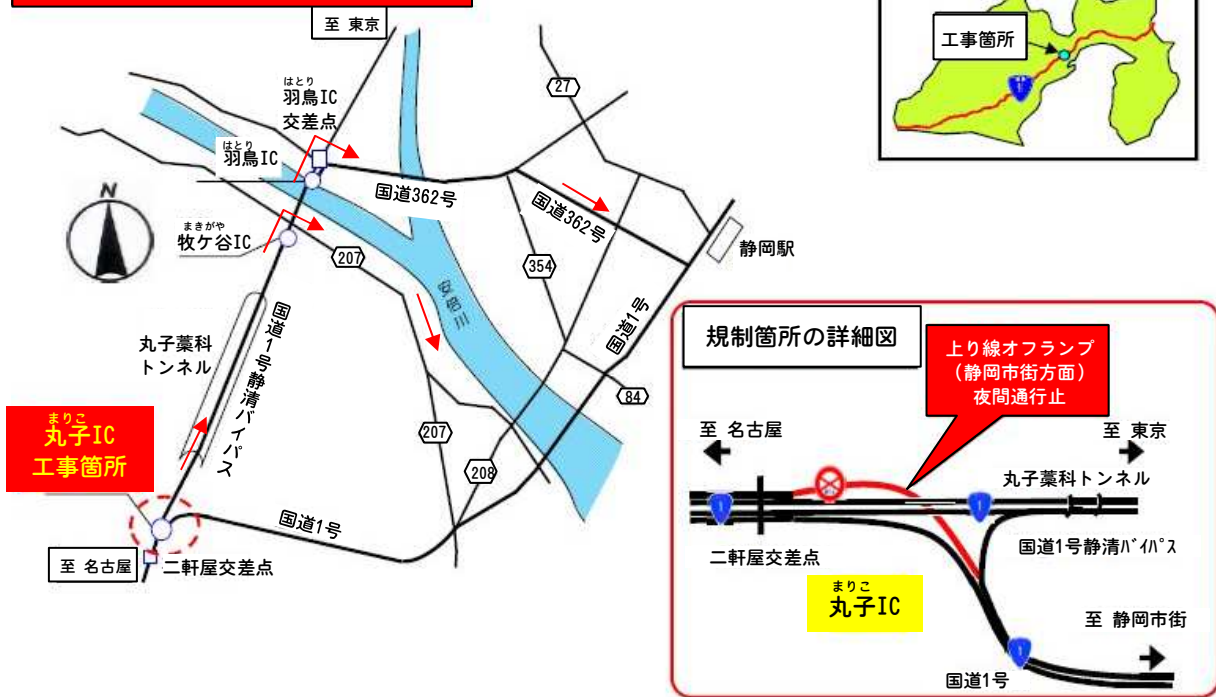 至 東京
はとり
羽鳥IC
交差点
はとり
羽鳥IC
27
国道362号
国道362号
N
まきがや
牧ケ谷IC
207
354
静岡駅
安倍川
国道1号
丸子藁科
トンネル
国道1号静清バイパス
84
まりこ
丸子IC
工事箇所
207
208
国道1号
至 名古屋
二軒屋交差点
工事箇所
1
規制箇所の詳細図
上り線オフランプ
(静岡市街方面)
夜間通行止
至 名古屋
至 東京
丸子藁科トンネル
1
1
国道1号静清バイパス
二軒屋交差点
まりこ
丸子IC
至 静岡市街
1
国道1号